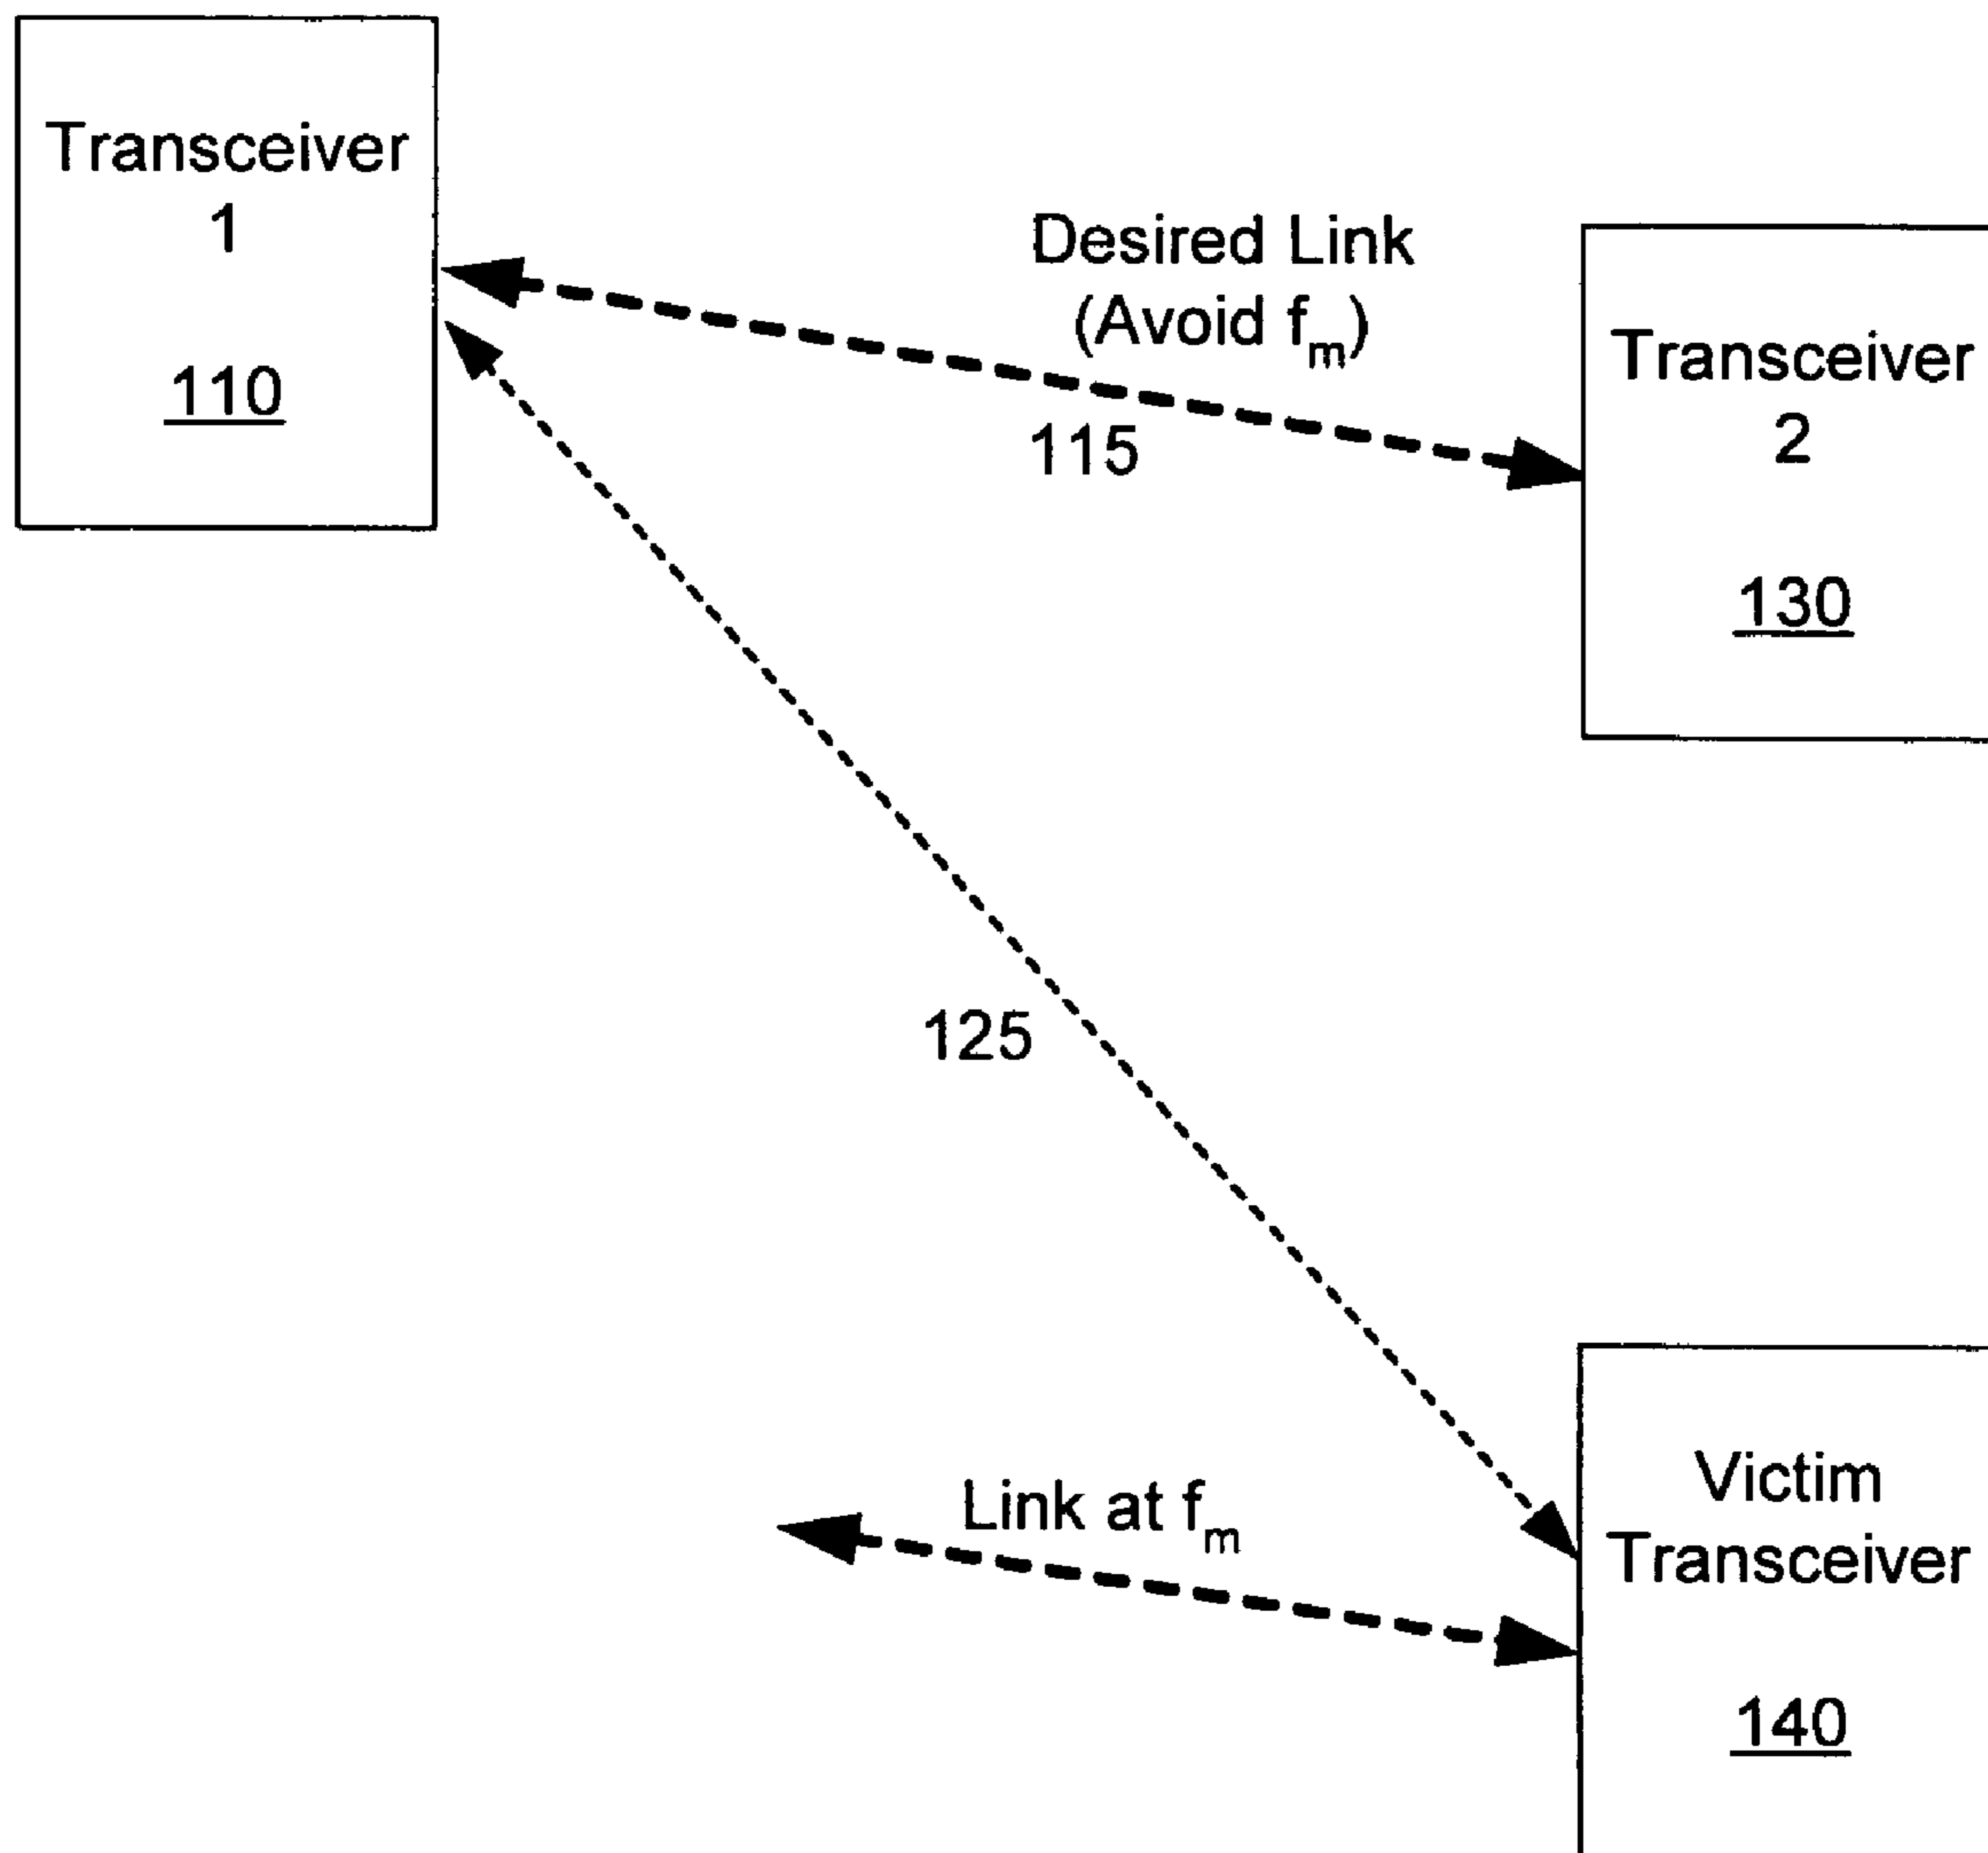 Transceiver
1
110
Desired Link
(Avoid fm)
115
Transceiver
2
130
125
Link at fm
Victim
Transceiver
140